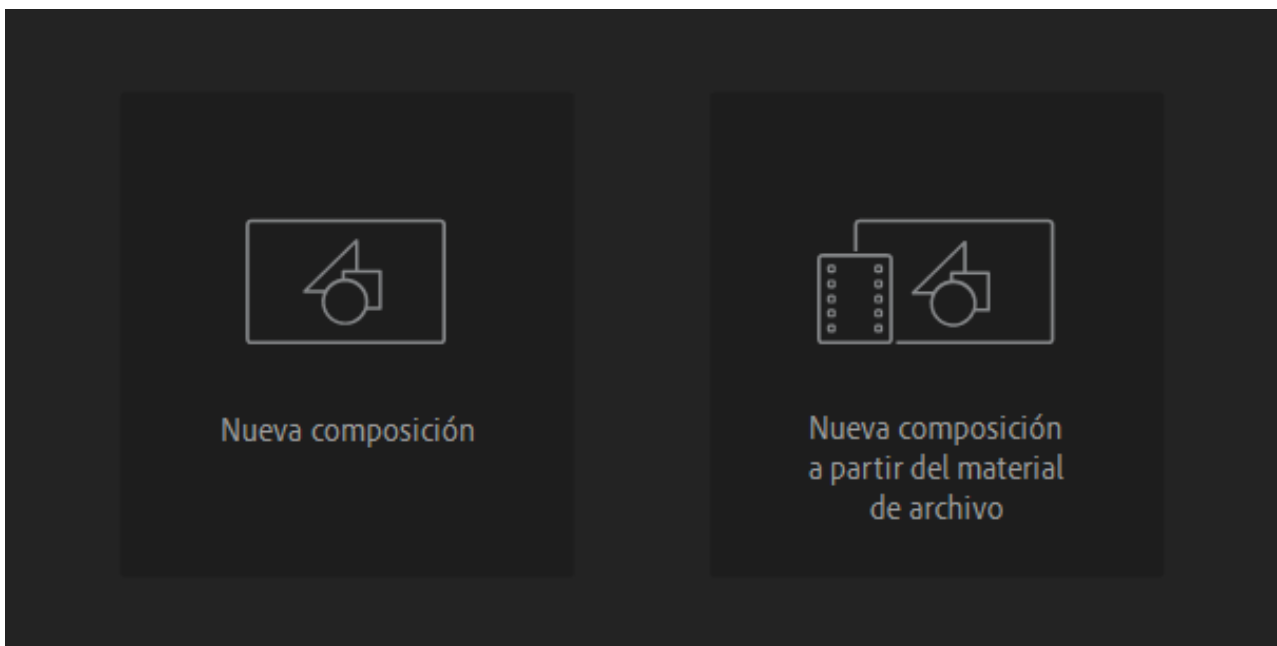 Nueva composición
Nueva composición
a partir del material
de archivo